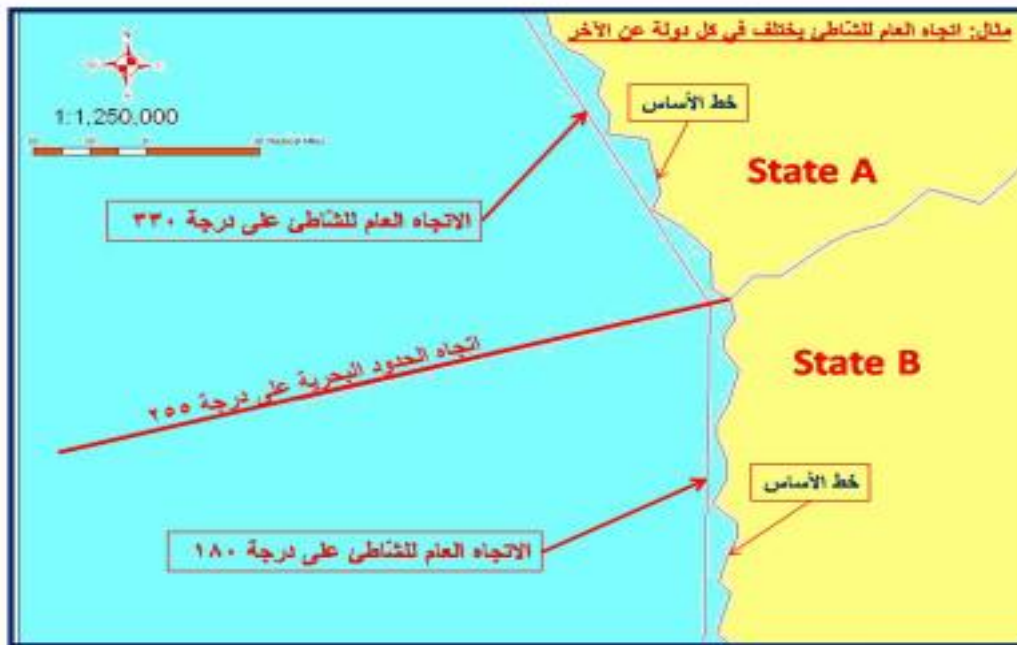 مثال: اتجاه العام للشاطئ يختلف في كل دولة عن الآخر
N
1:1,250,000
خط الأساس
State A
الاتجاه العام للشاطئ على درجة ٣٣٠
اتجاه الحدود البحرية على درجة ٢٥٥
State B
خط الأساس
الاتجاه العام للشاطئ على درجة ١٨٠